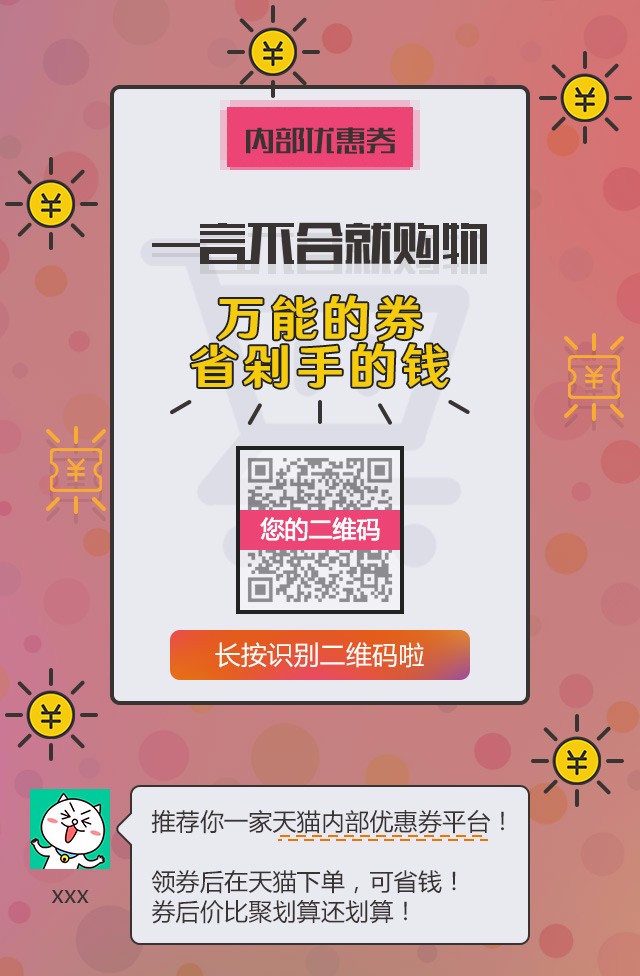 内部优惠券
一言不合就购物
万能的券
省剁手的钱
您的二维码
长按识别二维码啦
推荐你一家天猫内部优惠券平台！
xxx
领券后在天猫下单，可省钱！
券后价比聚划算还划算！